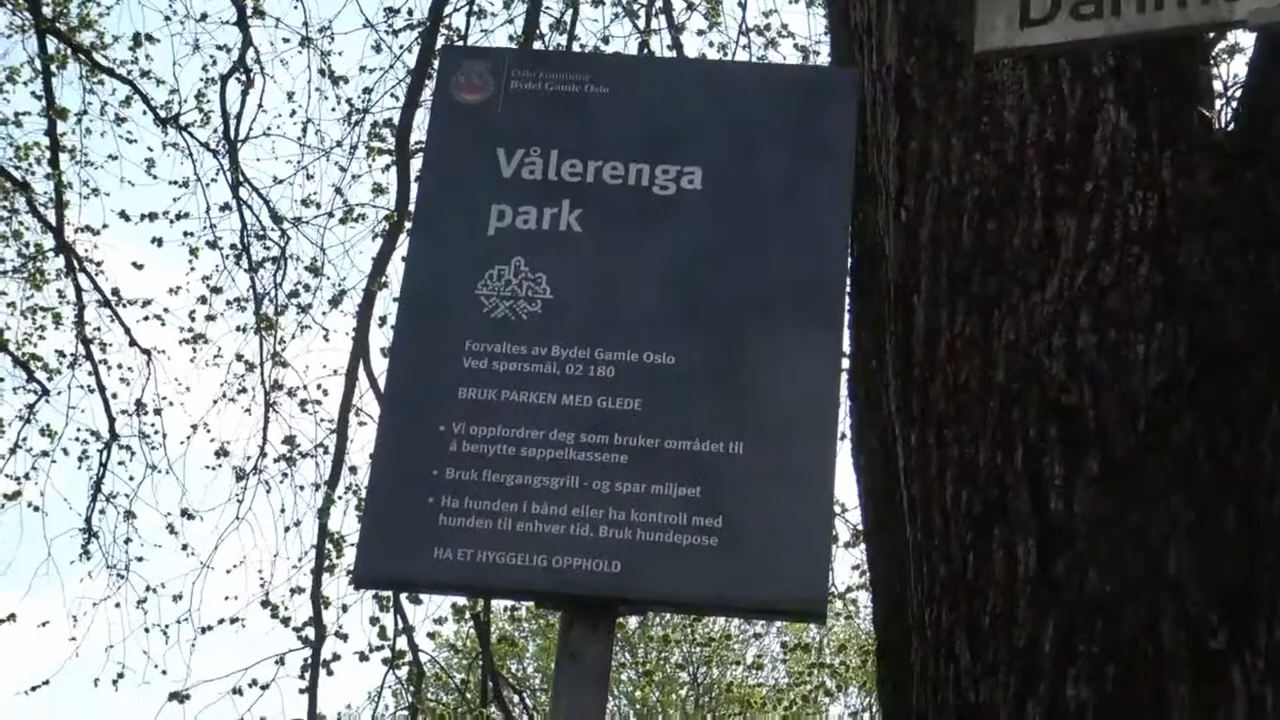 Oslo kommune
Bydel Gamle Oslo
Vålerenga
park
Forvaltes av Bydel Gamle Oslo
Ved spørsmål, 02 180
BRUK PARKEN MED GLEDE
• Vi oppfordrer deg som bruker området til
å benytte søppelkassene
• Bruk flergangsgrill - og spar miljøet
• Ha hunden i bånd eller ha kontroll med
hunden til enhver tid. Bruk hundepose
HA ET HYGGELIG OPPHOLD